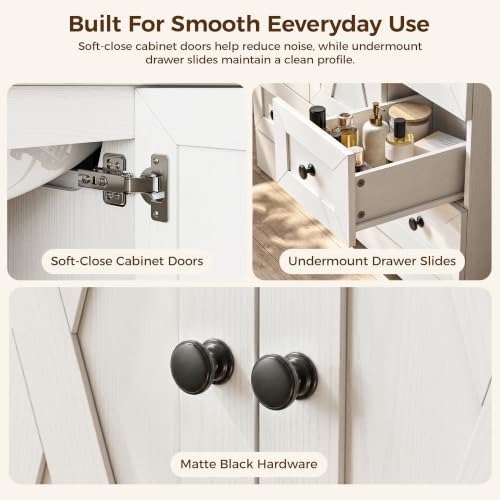 Built For Smooth Eeveryday Use
Soft-close cabinet doors help reduce noise, while undermount
drawer slides maintain a clean profile.
Soft-Close Cabinet Doors
Undermount Drawer Slides
Matte Black Hardware